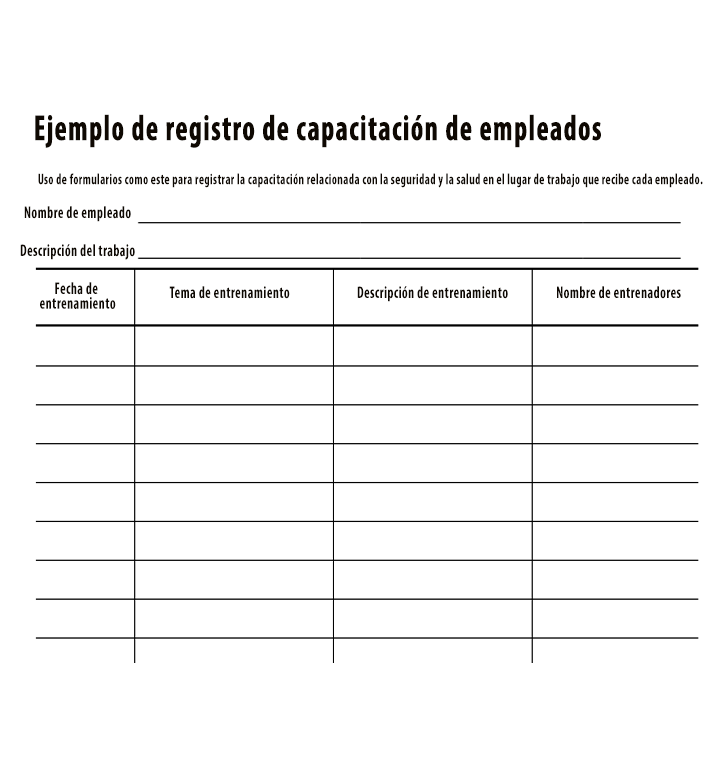 Ejemplo de registro de capacitación de empleados
Uso de formularios como este para registrar la capacitación relacionada con la seguridad y la salud en el lugar de trabajo que recibe cada empleado.
Nombre de empleado
Descripción del trabajo
Fecha de
entrenamiento
Tema de entrenamiento
Descripción de entrenamiento
Nombre de entrenadores